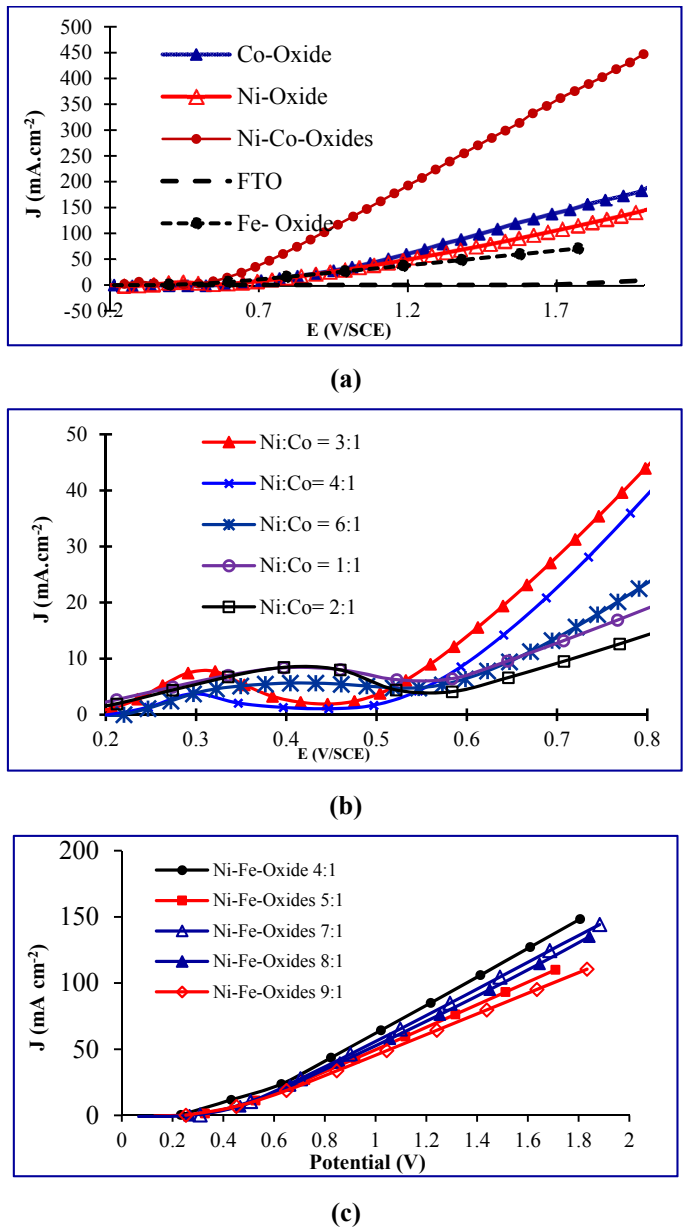 500
450
400
350
300
250
200
150
100
50
0
-50
J (mA.cm-2)
Co-Oxide
Ni-Oxide
Ni-Co-Oxides
FTO
Fe- Oxide
0.2 0.7 1.2 1.7
E (V/SCE)
(a)
50
40
30
20
10
0
J (mA.cm-2)
Ni:Co = 3:1
Ni:Co= 4:1
Ni:Co = 6:1
Ni:Co = 1:1
Ni:Co= 2:1
0.2 0.3 0.4 0.5 0.6 0.7 0.8
E (V/SCE)
(b)
200
150
100
50
0
J (mA cm-2)
Ni-Fe-Oxide 4:1
Ni-Fe-Oxides 5:1
Ni-Fe-Oxides 7:1
Ni-Fe-Oxides 8:1
Ni-Fe-Oxides 9:1
0 0.2 0.4 0.6 0.8 1 1.2 1.4 1.6 1.8 2
Potential (V)
(c)